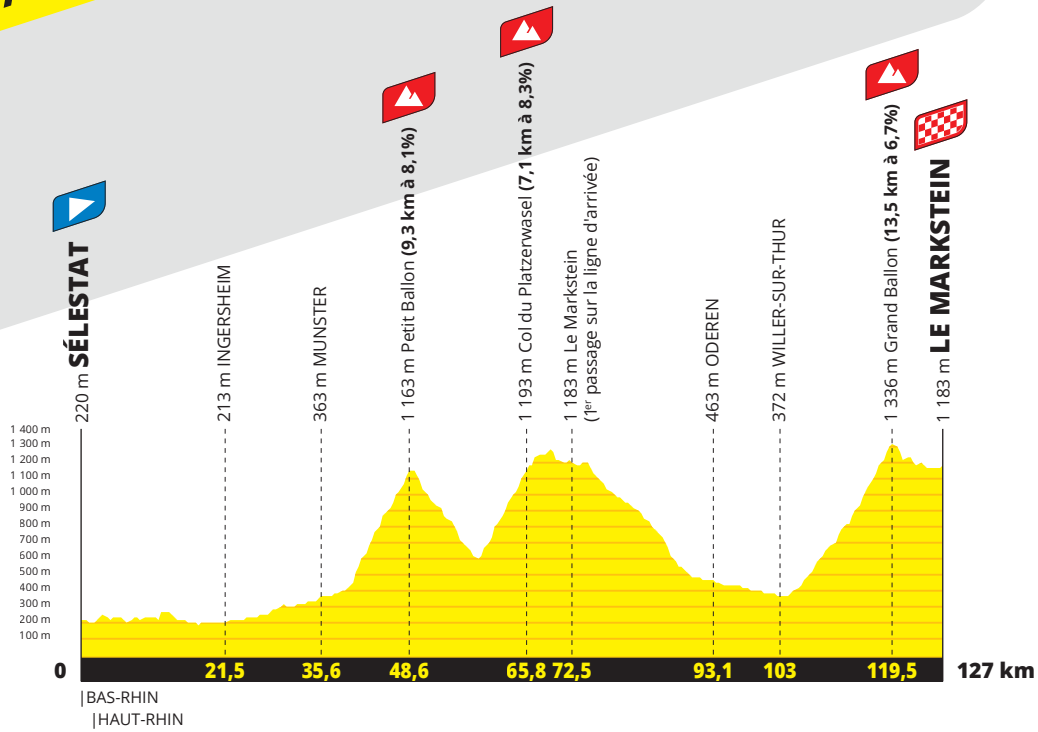 220 m SÉLESTAT
213 m INGERSHEIM
363 m MUNSTER
1 163 m Petit Ballon (9,3 km à 8,1%)
1 193 m Col du Platzerwasel (7,1 km à 8,3%)
1 183 m Le Markstein
(1er passage sur la ligne d'arrivée)
463 m ODEREN
372 m WILLER-SUR-THUR
1 336 m Grand Ballon (13,5 km à 6,7%)
1 183 m LE MARKSTEIN
1 400 m
1 300 m
1 200 m
1 100 m
1 000 m
900 m
800 m
700 m
600 m
500 m
400 m
300 m
200 m
100 m
0 21,5 35,6 48,6 65,8 72,5 93,1 103 119,5 127 km
|BAS-RHIN
|HAUT-RHIN